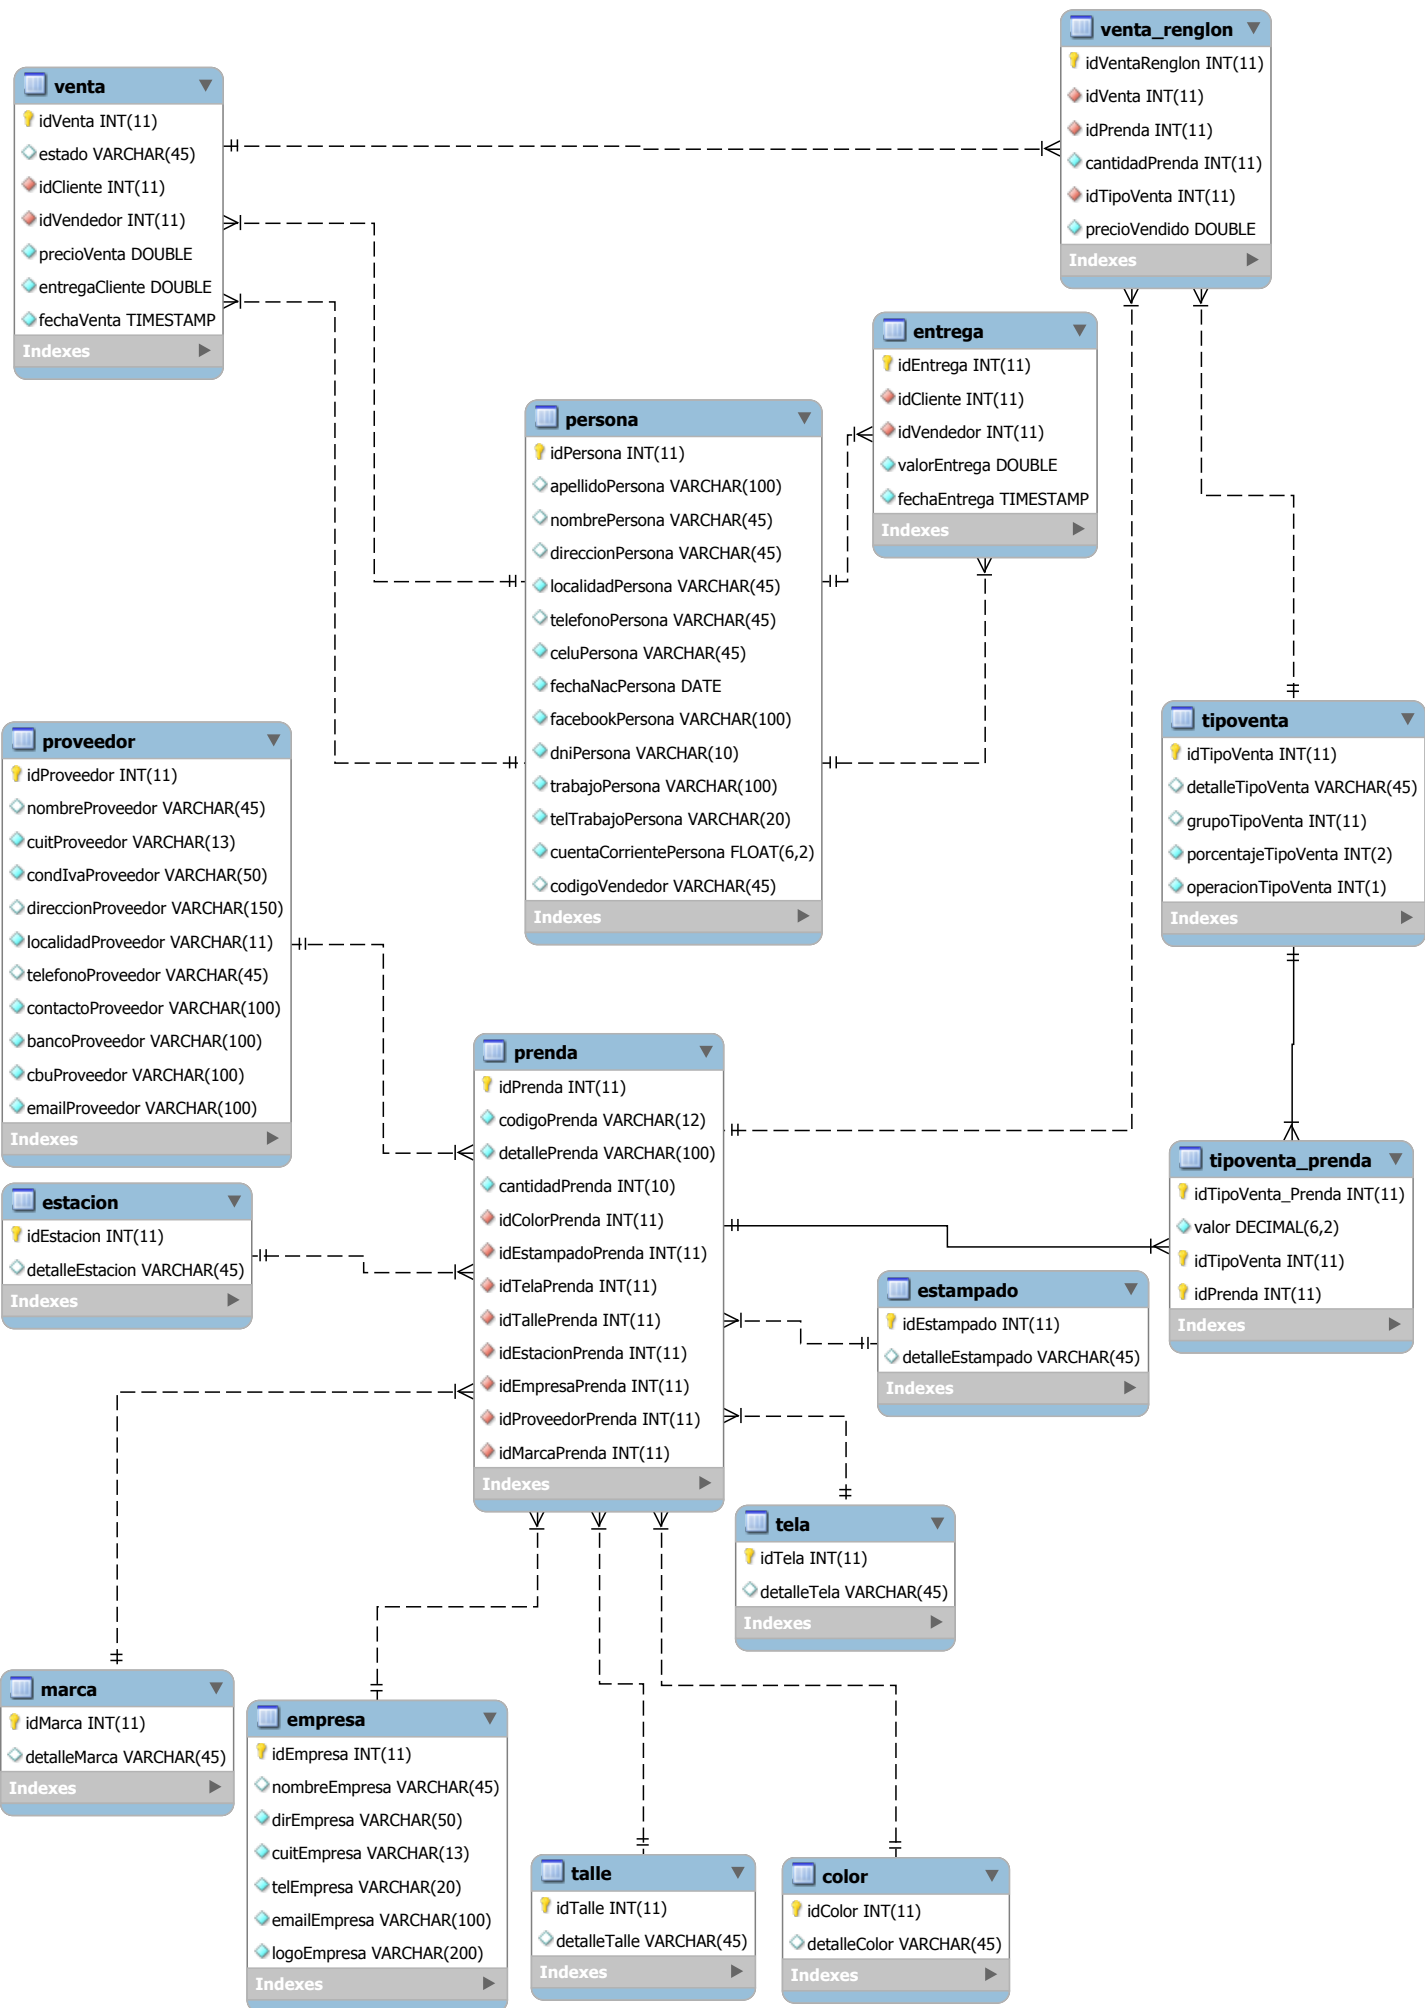 venta
idVenta INT(11)
estado VARCHAR(45)
idCliente INT(11)
idVendedor INT(11)
precioVenta DOUBLE
entregaCliente DOUBLE
fechaVenta TIMESTAMP
Indexes
venta_renglon
idVentaRenglon INT(11)
idVenta INT(11)
idPrenda INT(11)
cantidadPrenda INT(11)
idTipoVenta INT(11)
precioVendido DOUBLE
Indexes
entrega
idEntrega INT(11)
idCliente INT(11)
idVendedor INT(11)
valorEntrega DOUBLE
fechaEntrega TIMESTAMP
Indexes
persona
idPersona INT(11)
apellidoPersona VARCHAR(100)
nombrePersona VARCHAR(45)
direccionPersona VARCHAR(45)
localidadPersona VARCHAR(45)
telefonoPersona VARCHAR(45)
celuPersona VARCHAR(45)
fechaNacPersona DATE
facebookPersona VARCHAR(100)
dniPersona VARCHAR(10)
trabajoPersona VARCHAR(100)
telTrabajoPersona VARCHAR(20)
cuentaCorrientePersona FLOAT(6,2)
codigoVendedor VARCHAR(45)
Indexes
tipoventa
idTipoVenta INT(11)
detalleTipoVenta VARCHAR(45)
grupoTipoVenta INT(11)
porcentajeTipoVenta INT(2)
operacionTipoVenta INT(1)
Indexes
proveedor
idProveedor INT(11)
nombreProveedor VARCHAR(45)
cuitProveedor VARCHAR(13)
condIvaProveedor VARCHAR(50)
direccionProveedor VARCHAR(150)
localidadProveedor VARCHAR(11)
telefonoProveedor VARCHAR(45)
contactoProveedor VARCHAR(100)
bancoProveedor VARCHAR(100)
cbuProveedor VARCHAR(100)
emailProveedor VARCHAR(100)
Indexes
prenda
idPrenda INT(11)
codigoPrenda VARCHAR(12)
detallePrenda VARCHAR(100)
cantidadPrenda INT(10)
idColorPrenda INT(11)
idEstampadoPrenda INT(11)
idTelaPrenda INT(11)
idTallePrenda INT(11)
idEstacionPrenda INT(11)
idEmpresaPrenda INT(11)
idProveedorPrenda INT(11)
idMarcaPrenda INT(11)
Indexes
tipoventa_prenda
idTipoVenta_Prenda INT(11)
valor DECIMAL(6,2)
idTipoVenta INT(11)
idPrenda INT(11)
Indexes
estacion
idEstacion INT(11)
detalleEstacion VARCHAR(45)
Indexes
estampado
idEstampado INT(11)
detalleEstampado VARCHAR(45)
Indexes
tela
idTela INT(11)
detalleTela VARCHAR(45)
Indexes
marca
idMarca INT(11)
detalleMarca VARCHAR(45)
Indexes
empresa
idEmpresa INT(11)
nombreEmpresa VARCHAR(45)
dirEmpresa VARCHAR(50)
cuitEmpresa VARCHAR(13)
telEmpresa VARCHAR(20)
emailEmpresa VARCHAR(100)
logoEmpresa VARCHAR(200)
Indexes
talle
idTalle INT(11)
detalleTalle VARCHAR(45)
Indexes
color
idColor INT(11)
detalleColor VARCHAR(45)
Indexes